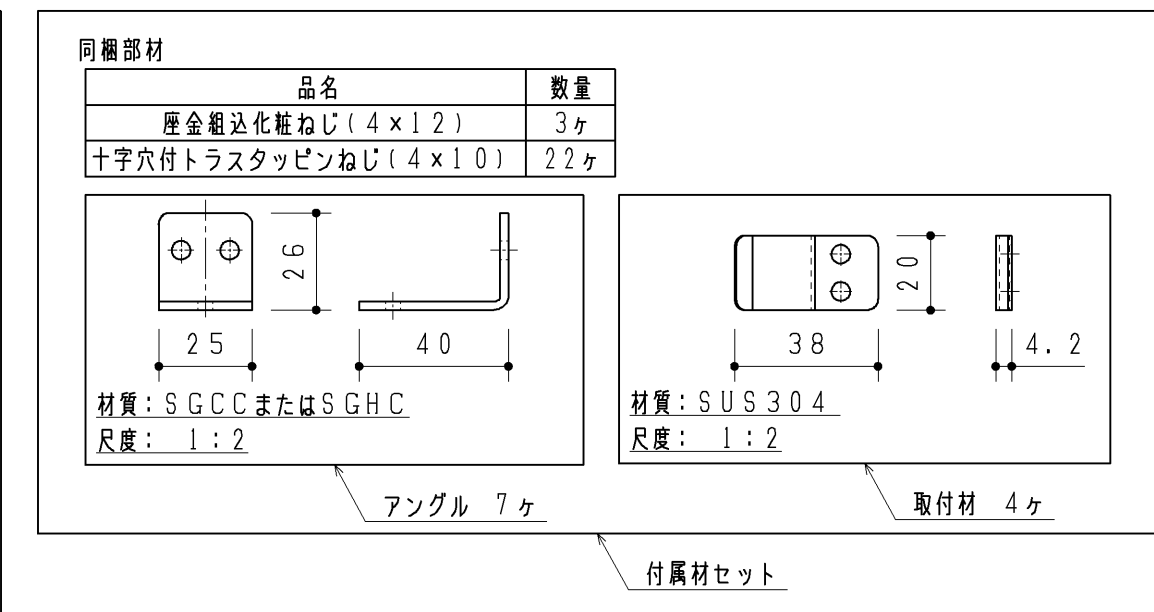 同梱部材
品名 数量
座金組込化粧ねじ(4×12) 3ヶ
十字穴付トラスタッピンねじ(4×10) 22ヶ
26
25 40
材質：SGCCまたはSGHC
尺度： 1：2
20
38 4.2
材質：SUS304
尺度： 1：2
アングル 7ヶ
取付材 4ヶ
付属材セット